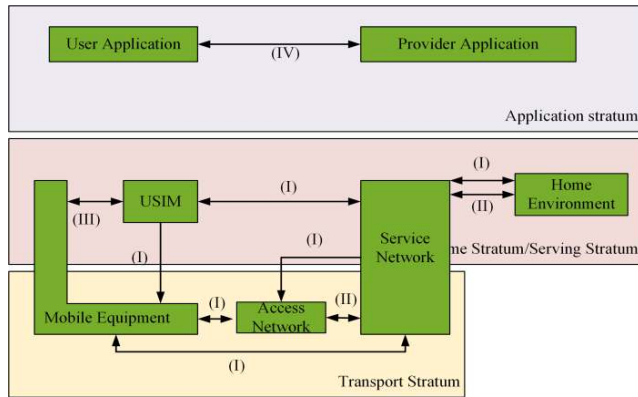 User Application
(IV)
Provider Application
Application stratum
(III)
USIM
(I)
(I)
(II)
Home
Environment
(I)
(I)
Service
Network
me Stratum/Serving Stratum
Mobile Equipment
(I)
Access
Network
(II)
(I)
Transport Stratum